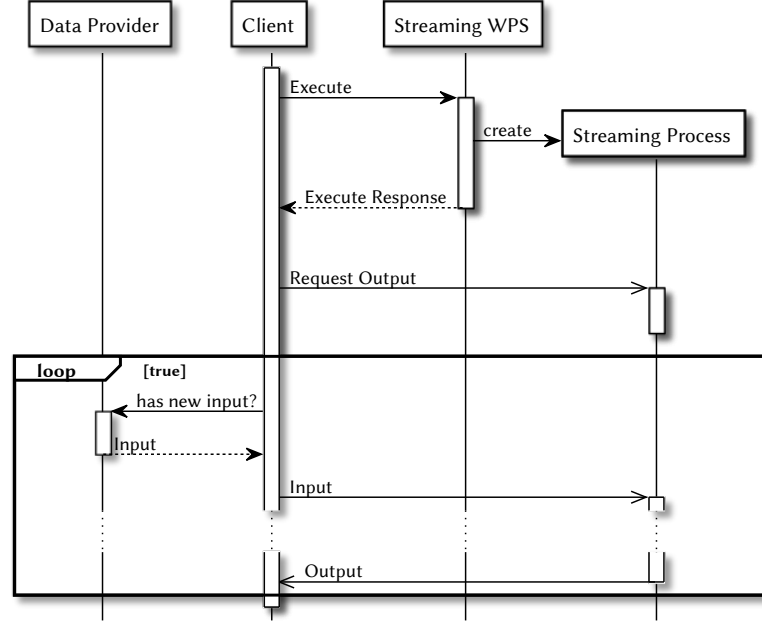 Data Provider
Client
Streaming WPS
Execute
create
Streaming Process
Execute Response
Request Output
loop
[true]
has new input?
Input
Input
Output